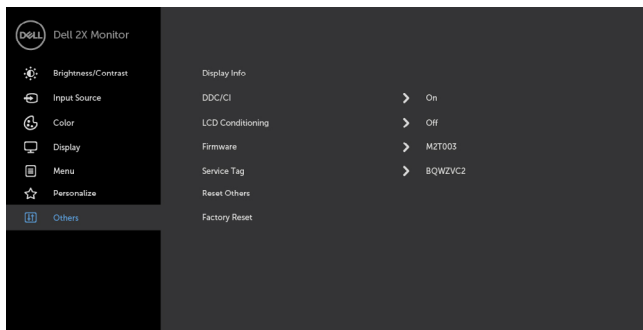 DELL Dell 2X Monitor
Brightness/Contrast Display Info
Input Source DDC/CI On
Color LCD Conditioning Off
Display Firmware M2T003
Menu Service Tag BQWZVC2
Personalize Reset Others
Others Factory Reset